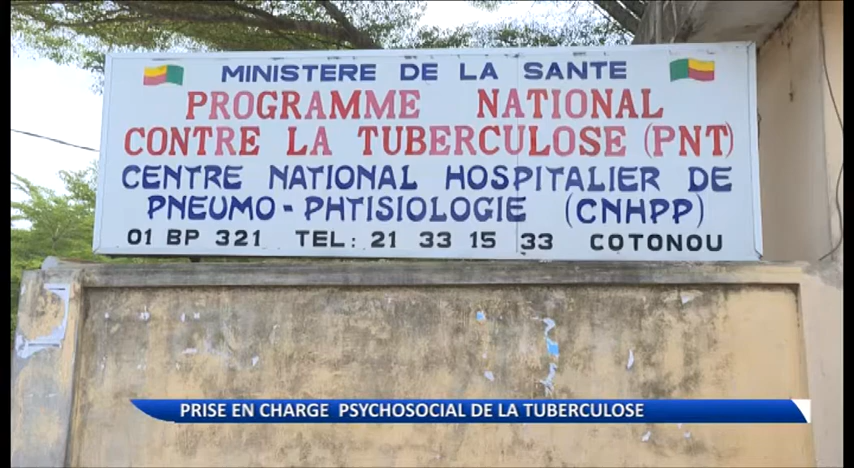 MINISTERE DE LA SANTE
PROGRAMME NATIONAL
CONTRE LA TUBERCULOSE (PNT)
CENTRE NATIONAL HOSPITALIER DE
PNEUMO - PHTISIOLOGIE (CNHPP)
01 BP 321 TEL: 21 33 15 33 COTONOU
PRISE EN CHARGE PSYCHOSOCIAL DE LA TUBERCULOSE